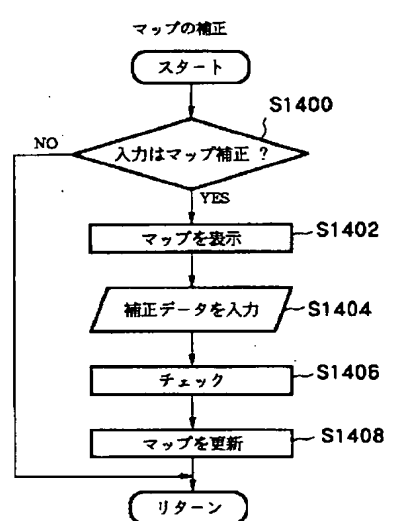 マップの補正
スタート
S1400
入力はマップ補正 ?
NO
YES
マップを表示
S1402
補正データを入力
S1404
チェック
S1406
マップを更新
S1408
リターン